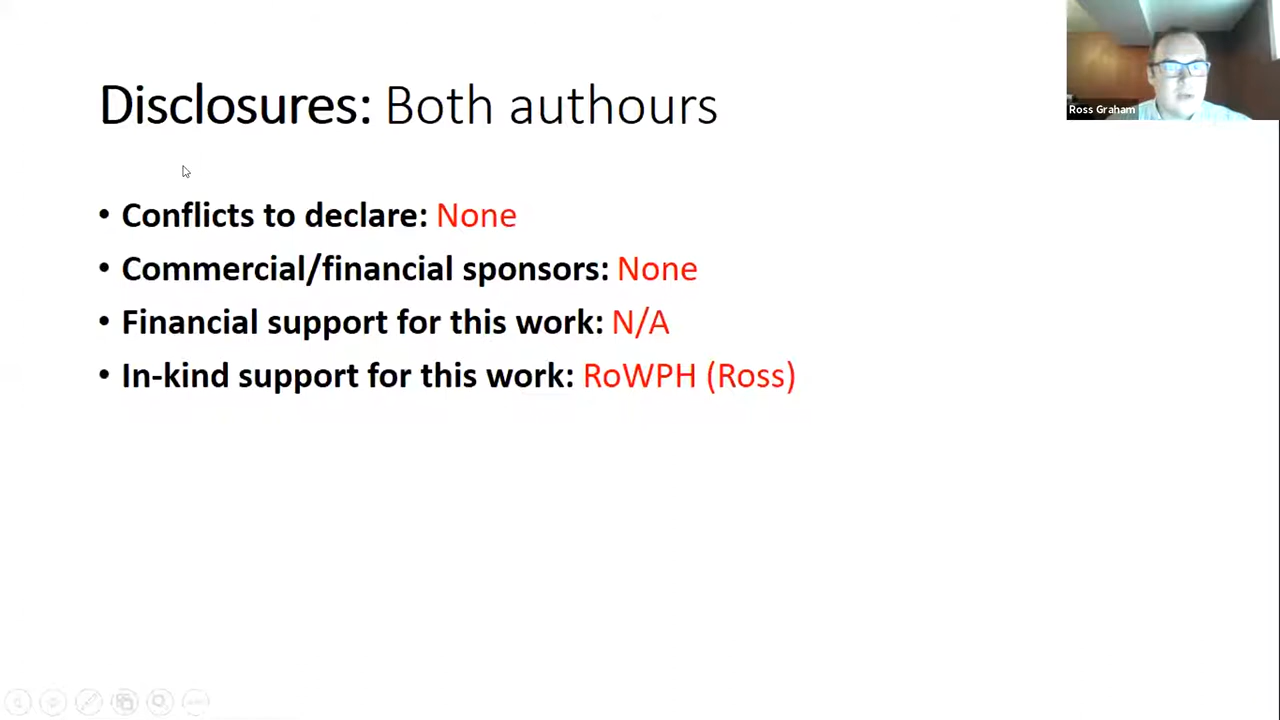 Disclosures: Both authours
Ross Graham
• Conflicts to declare: None
• Commercial/financial sponsors: None
• Financial support for this work: N/A
• In-kind support for this work: RoWPH (Ross)